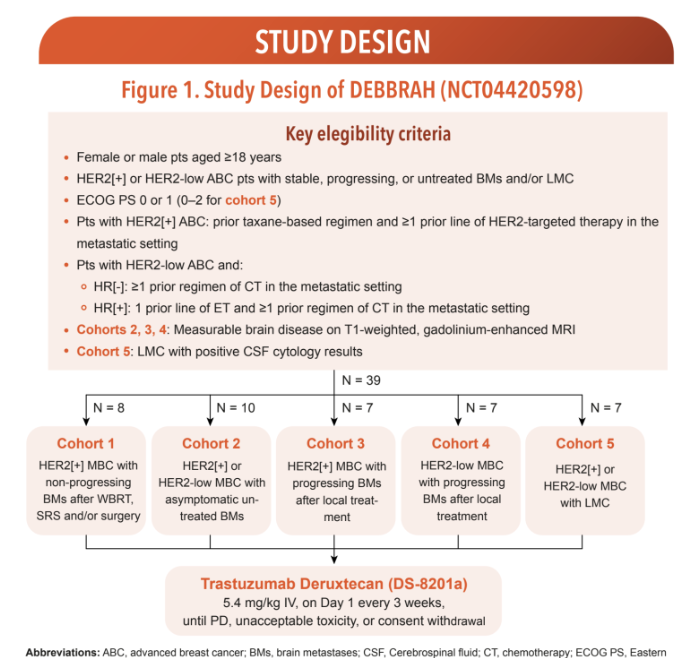 STUDY DESIGN
Figure 1. Study Design of DEBBRAH (NCT04420598)
Key elegibility criteria
• Female or male pts aged ≥18 years
• HER2[+] or HER2-low ABC pts with stable, progressing, or untreated BMs and/or LMC
• ECOG PS 0 or 1 (0–2 for cohort 5)
• Pts with HER2[+] ABC: prior taxane-based regimen and ≥1 prior line of HER2-targeted therapy in the
metastatic setting
• Pts with HER2-low ABC and:
○ HR[-]: ≥1 prior regimen of CT in the metastatic setting
○ HR[+]: 1 prior line of ET and ≥1 prior regimen of CT in the metastatic setting
• Cohorts 2, 3, 4: Measurable brain disease on T1-weighted, gadolinium-enhanced MRI
• Cohort 5: LMC with positive CSF cytology results
N = 39
N = 8
N = 10
N = 7
N = 7
N = 7
Cohort 1
HER2[+] MBC with
non-progressing
BMs after WBRT,
SRS and/or surgery
Cohort 2
HER2[+] or
HER2-low MBC with
asymptomatic un-
treated BMs
Cohort 3
HER2[+] MBC with
progressing BMs
after local treat-
ment
Cohort 4
HER2-low MBC
with progressing
BMs after local
treatment
Cohort 5
HER2[+] or
HER2-low MBC
with LMC
Trastuzumab Deruxtecan (DS-8201a)
5.4 mg/kg IV, on Day 1 every 3 weeks,
until PD, unacceptable toxicity, or consent withdrawal
Abbreviations: ABC, advanced breast cancer; BMs, brain metastases; CSF, Cerebrospinal fluid; CT, chemotherapy; ECOG PS, Eastern